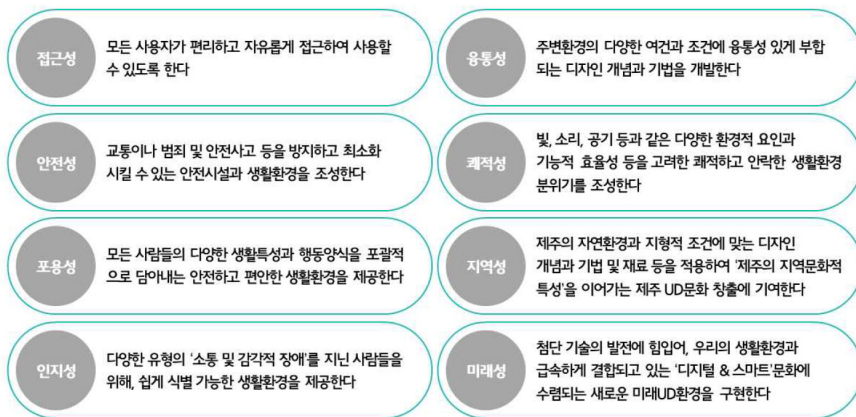 접근성
모든 사용자가 편리하고 자유롭게 접근하여 사용할
수 있도록 한다
융통성
주변환경의 다양한 여건과 조건에 융통성 있게 부합
되는 디자인 개념과 기법을 개발한다
안전성
교통이나 범죄 및 안전사고 등을 방지하고 최소화
시킬 수 있는 안전시설과 생활환경을 조성한다
쾌적성
빛, 소리, 공기 등과 같은 다양한 환경적 요인과
기능적 효율성 등을 고려한 쾌적하고 안락한 생활환경
분위기를 조성한다
포용성
모든 사람들의 다양한 생활특성과 행동양식을 포괄적
으로 담아내는 안전하고 편안한 생활환경을 제공한다
지역성
제주의 자연환경과 지형적 조건에 맞는 디자인
개념과 기법 및 재료 등을 적용하여 '제주의 지역문화적
특성'을 이어가는 제주 UD문화 창출에 기여한다
인지성
다양한 유형의 '소통 및 감각적 장애'를 지닌 사람들을
위해, 쉽게 식별 가능한 생활환경을 제공한다
미래성
첨단 기술의 발전에 힘입어, 우리의 생활환경과
급속하게 결합되고 있는 '디지털 & 스마트'문화에
수렴되는 새로운 미래UD환경을 구현한다